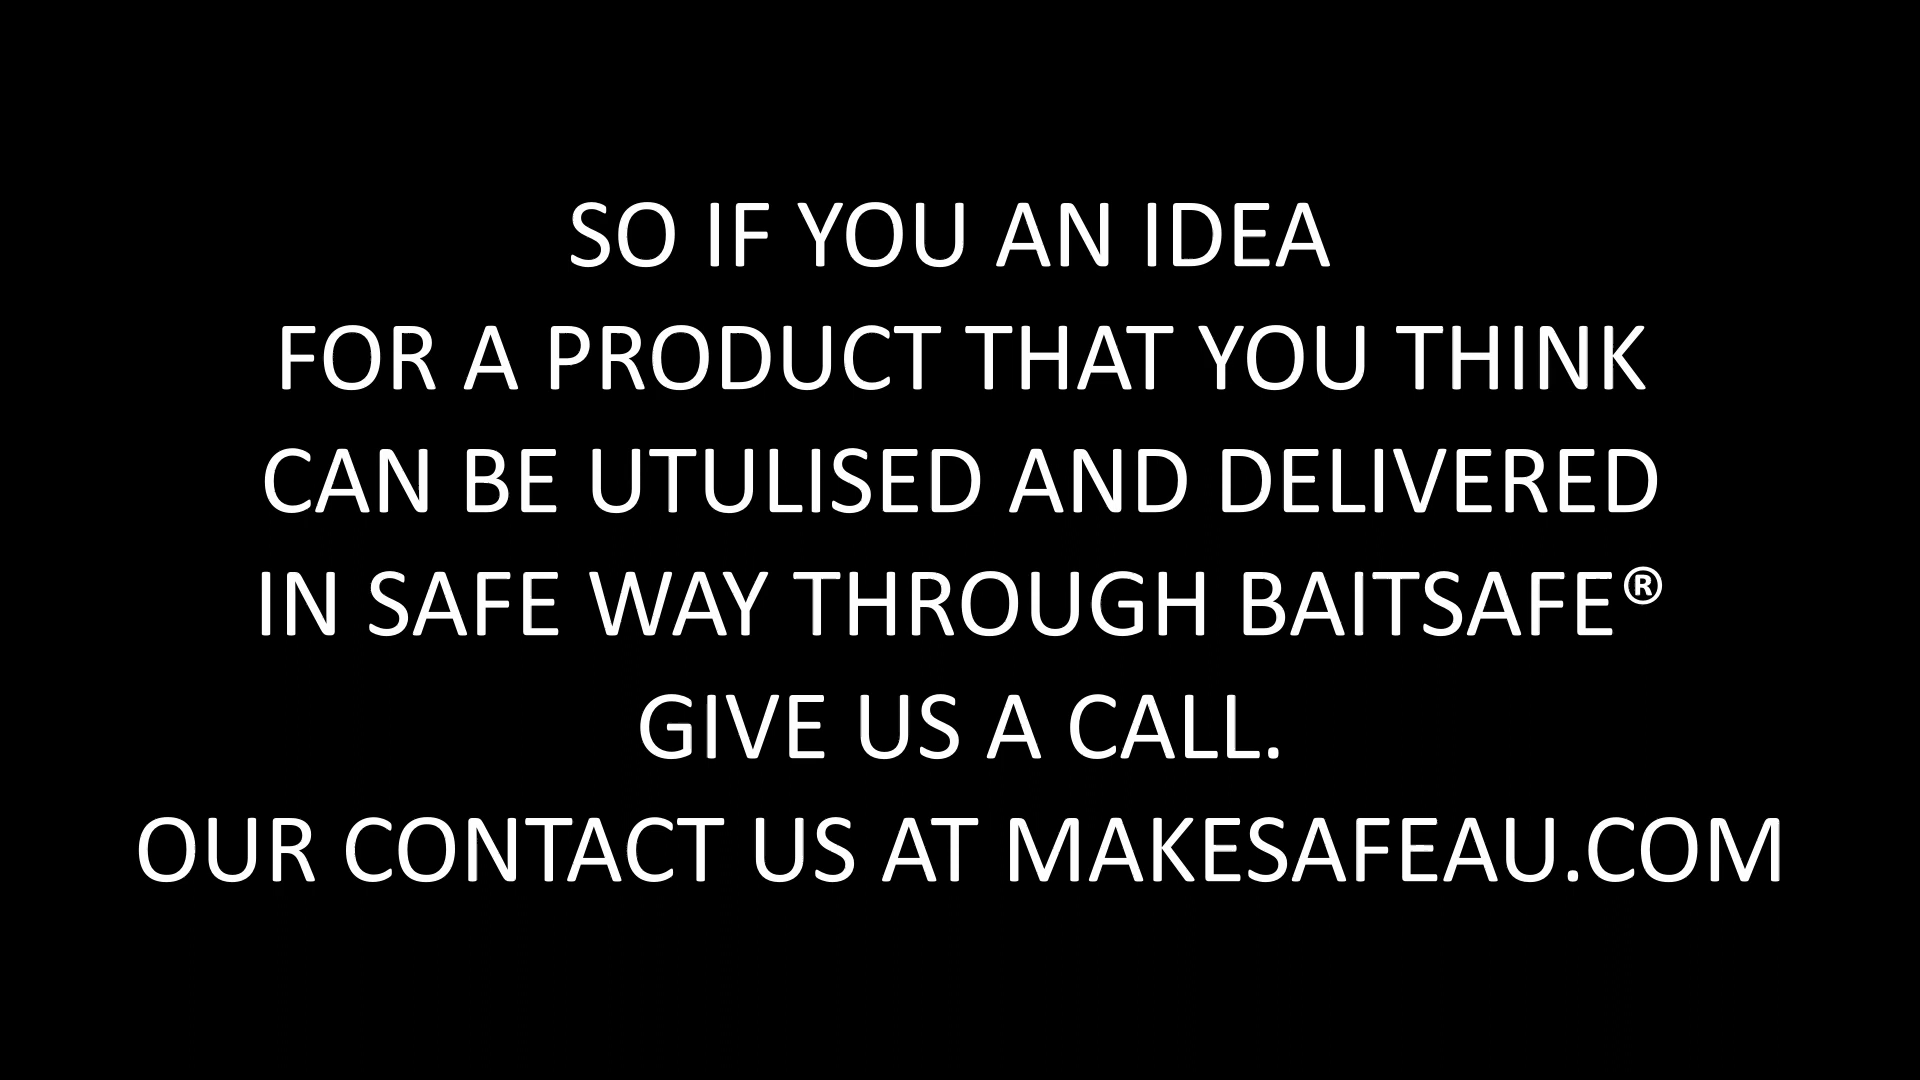 SO IF YOU AN IDEA
FOR A PRODUCT THAT YOU THINK
CAN BE UTULISED AND DELIVERED
IN SAFE WAY THROUGH BAITSAFE®
GIVE US A CALL.
OUR CONTACT US AT MAKESAFEAU.COM